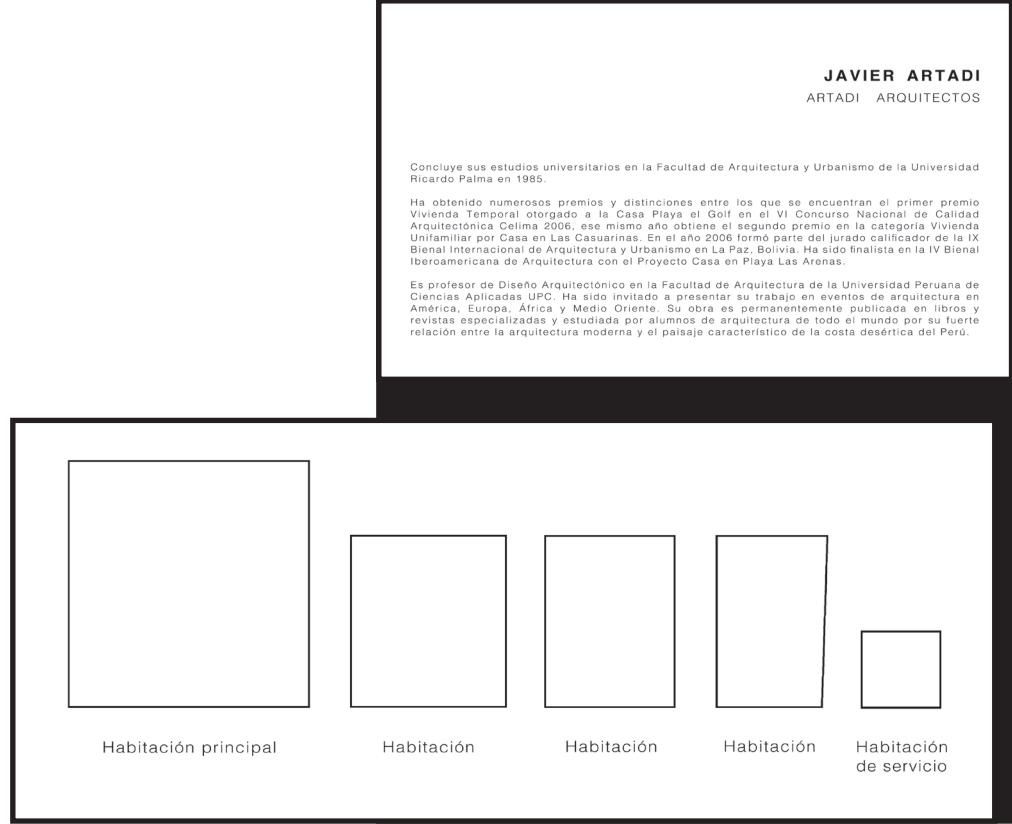 JAVIER ARTADI
ARTADI ARQUITECTOS
Concluye sus estudios universitarios en la Facultad de Arquitectura y Urbanismo de la Universidad
Ricardo Palma en 1985.
Ha obtenido numerosos premios y distinciones entre los que se encuentran el primer premio
Vivienda Temporal otorgado a la Casa Playa el Golf en el VI Concurso Nacional de Calidad
Arquitectónica Celima 2006, ese mismo año obtiene el segundo premio en la categoría Vivienda
Unifamiliar por Casa en Las Casuarinas. En el año 2006 formó parte del jurado calificador de la IX
Bienal Internacional de Arquitectura y Urbanismo en La Paz, Bolivia. Ha sido finalista en la IV Bienal
Iberoamericana de Arquitectura con el Proyecto Casa en Playa Las Arenas.
Es profesor de Diseño Arquitectónico en la Facultad de Arquitectura de la Universidad Peruana de
Ciencias Aplicadas UPC. Ha sido invitado a presentar su trabajo en eventos de arquitectura en
América, Europa, África y Medio Oriente. Su obra es permanentemente publicada en libros y
revistas especializadas y estudiada por alumnos de arquitectura de todo el mundo por su fuerte
relación entre la arquitectura moderna y el paisaje característico de la costa desértica del Perú.
Habitación principal
Habitación
Habitación
Habitación
Habitación
de servicio